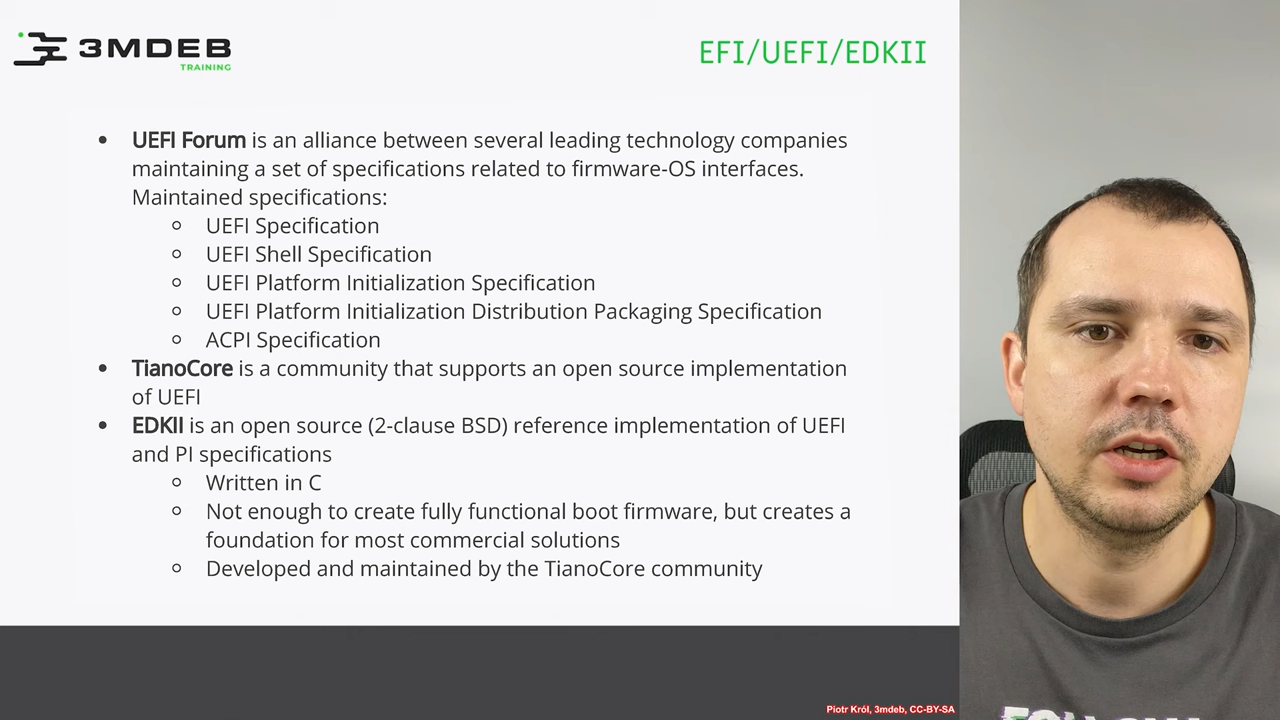 3MDEB
TRAINING
EFI/UEFI/EDKII
• UEFI Forum is an alliance between several leading technology companies
maintaining a set of specifications related to firmware-OS interfaces.
Maintained specifications:
○ UEFI Specification
○ UEFI Shell Specification
○ UEFI Platform Initialization Specification
○ UEFI Platform Initialization Distribution Packaging Specification
○ ACPI Specification
• TianoCore is a community that supports an open source implementation
of UEFI
• EDKII is an open source (2-clause BSD) reference implementation of UEFI
and PI specifications
○ Written in C
○ Not enough to create fully functional boot firmware, but creates a
foundation for most commercial solutions
○ Developed and maintained by the TianoCore community
Piotr Król, 3mdeb, CC-BY-SA